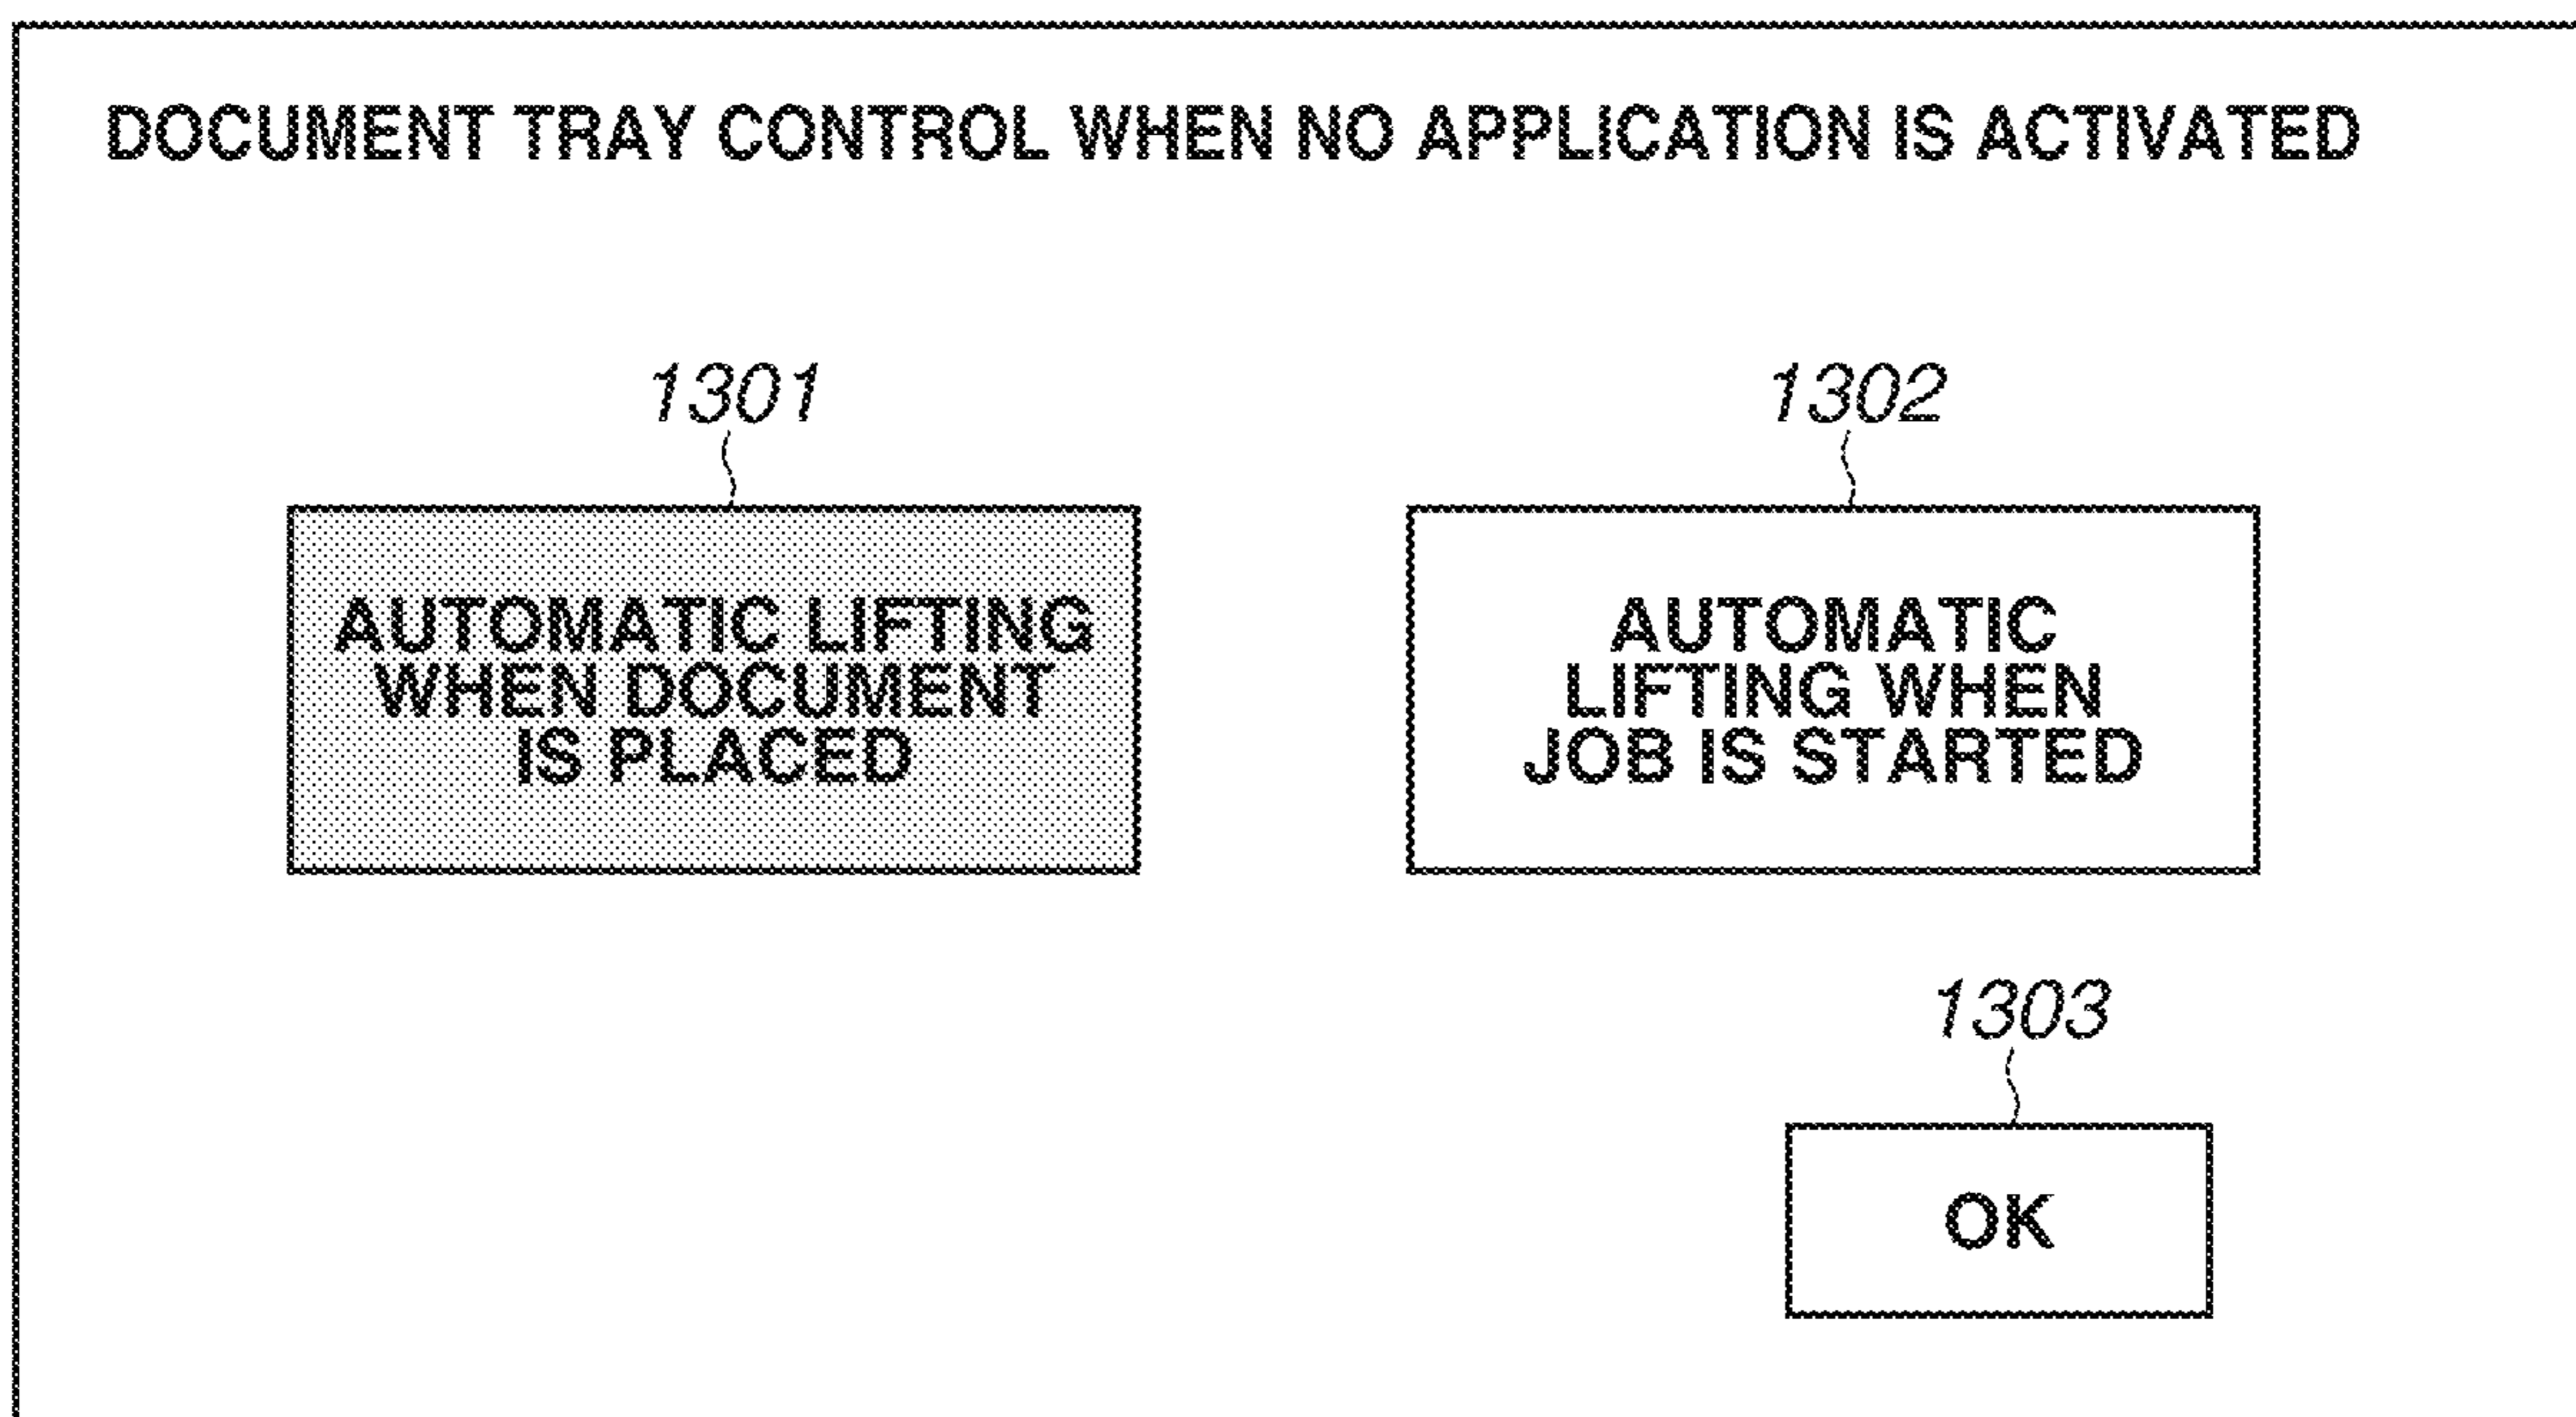 DOCUMENT TRAY CONTROL WHEN NO APPLICATION IS ACTIVATED
1301
AUTOMATIC LIFTING
WHEN DOCUMENT
IS PLACED
1302
AUTOMATIC
LIFTING WHEN
JOB IS STARTED
1303
OK